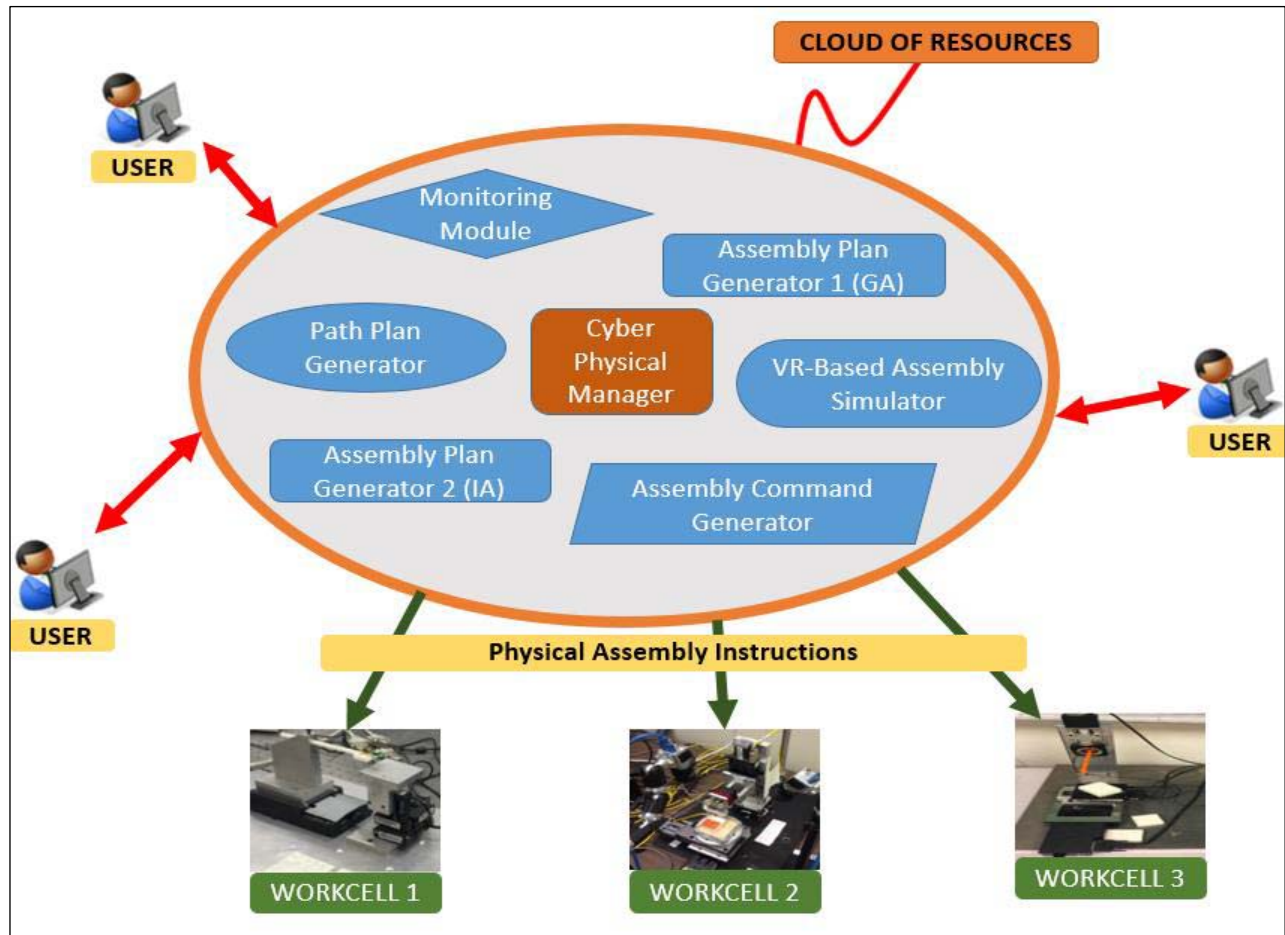 CLOUD OF RESOURCES
USER
Monitoring
Module
Assembly Plan
Generator 1 (GA)
Path Plan
Generator
Cyber
Physical
Manager
VR-Based Assembly
Simulator
USER
Assembly Plan
Generator 2 (IA)
Assembly Command
Generator
USER
Physical Assembly Instructions
WORKCELL 1
WORKCELL 2
WORKCELL 3